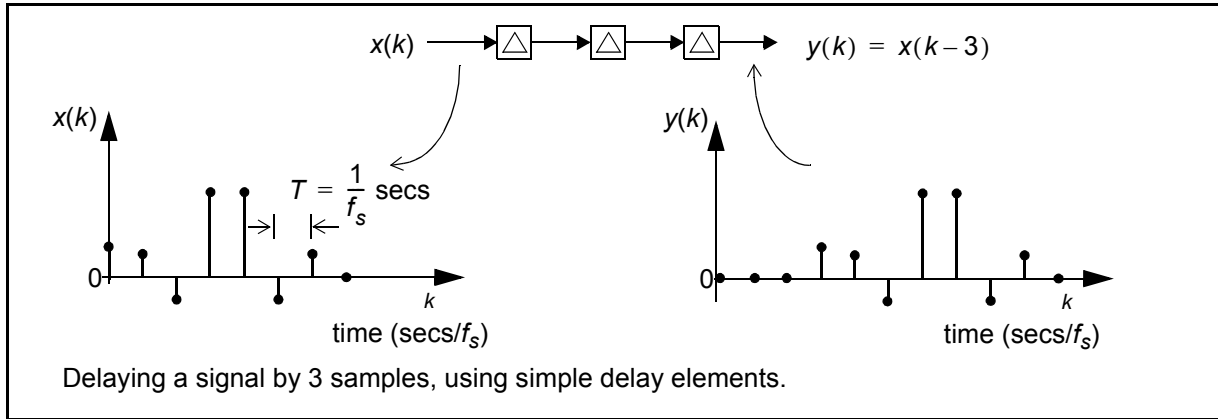 x(k) y(k) = x(k – 3)
x(k)
T = 1/f_s secs
0
k
time (secs/f_s)
y(k)
0
k
time (secs/f_s)
Delaying a signal by 3 samples, using simple delay elements.